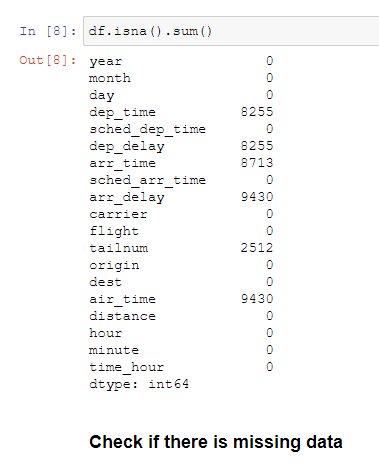 In [8]: df.isna().sum()
Out[8]: year 0
month 0
day 0
dep_time 8255
sched_dep_time 0
dep_delay 8255
arr_time 8713
sched_arr_time 0
arr_delay 9430
carrier 0
flight 0
tailnum 2512
origin 0
dest 0
air_time 9430
distance 0
hour 0
minute 0
time_hour 0
dtype: int64
Check if there is missing data